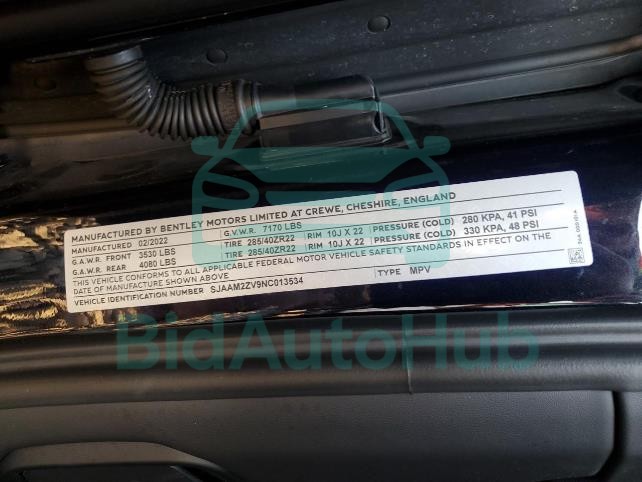 MANUFACTURED BY BENTLEY MOTORS LIMITED AT CREWE, CHESHIRE, ENGLAND
MANUFACTURED 02/2022 G.V.W.R. 7170 LBS
G.A.W.R. FRONT 3530 LBS TIRE 285/40ZR22 RIM 10J X 22 PRESSURE (COLD) 280 KPA, 41 PSI
G.A.W.R. REAR 4080 LBS TIRE 285/40ZR22 RIM 10J X 22 PRESSURE (COLD) 330 KPA, 48 PSI
THIS VEHICLE CONFORMS TO ALL APPLICABLE FEDERAL MOTOR VEHICLE SAFETY STANDARDS IN EFFECT ON THE
DATE OF MANUFACTURE SHOWN ABOVE
VEHICLE IDENTIFICATION NUMBER SJAAM2ZV9NC013534 TYPE MPV
BidAutoHub